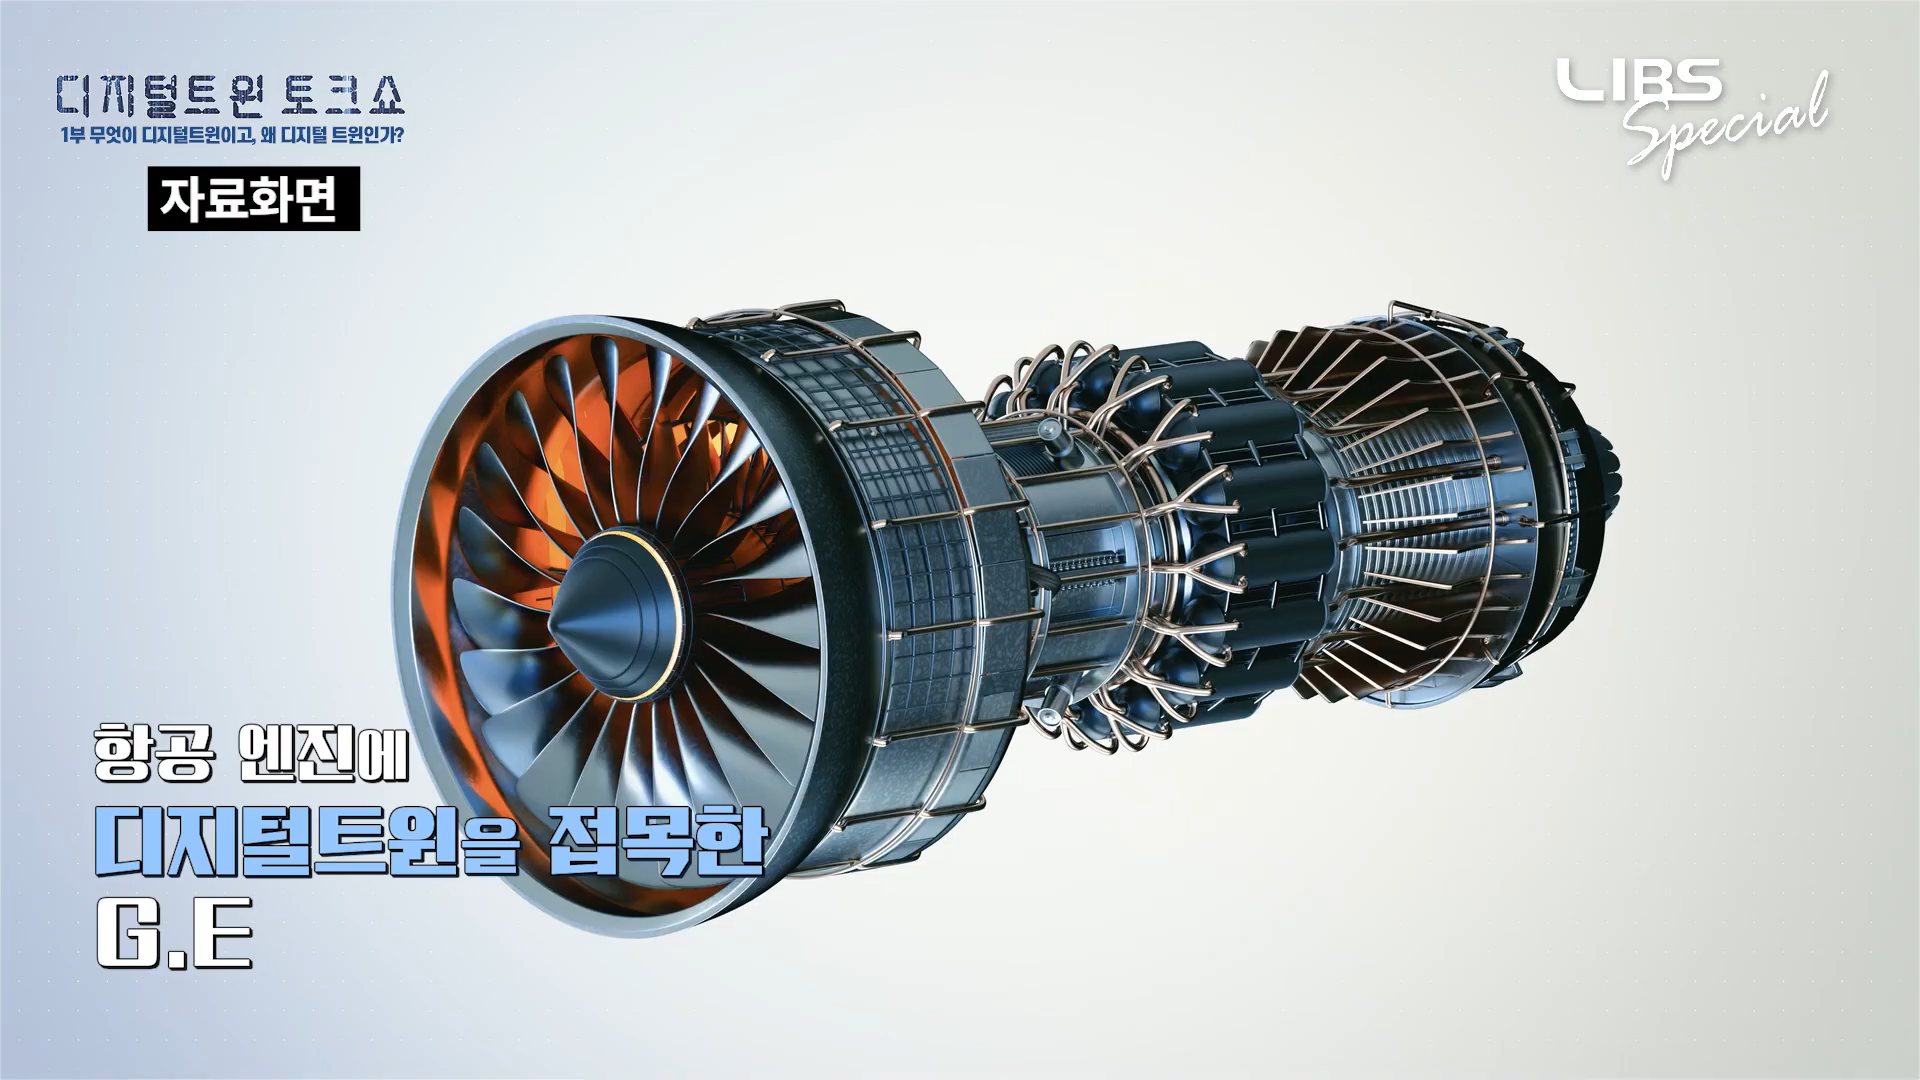 디지털트윈 토크쇼
1부 무엇이 디지털트윈이고, 왜 디지털 트윈인가?
자료화면
LIBS
Special
항공 엔진에
디지털트윈을 접목한
G.E